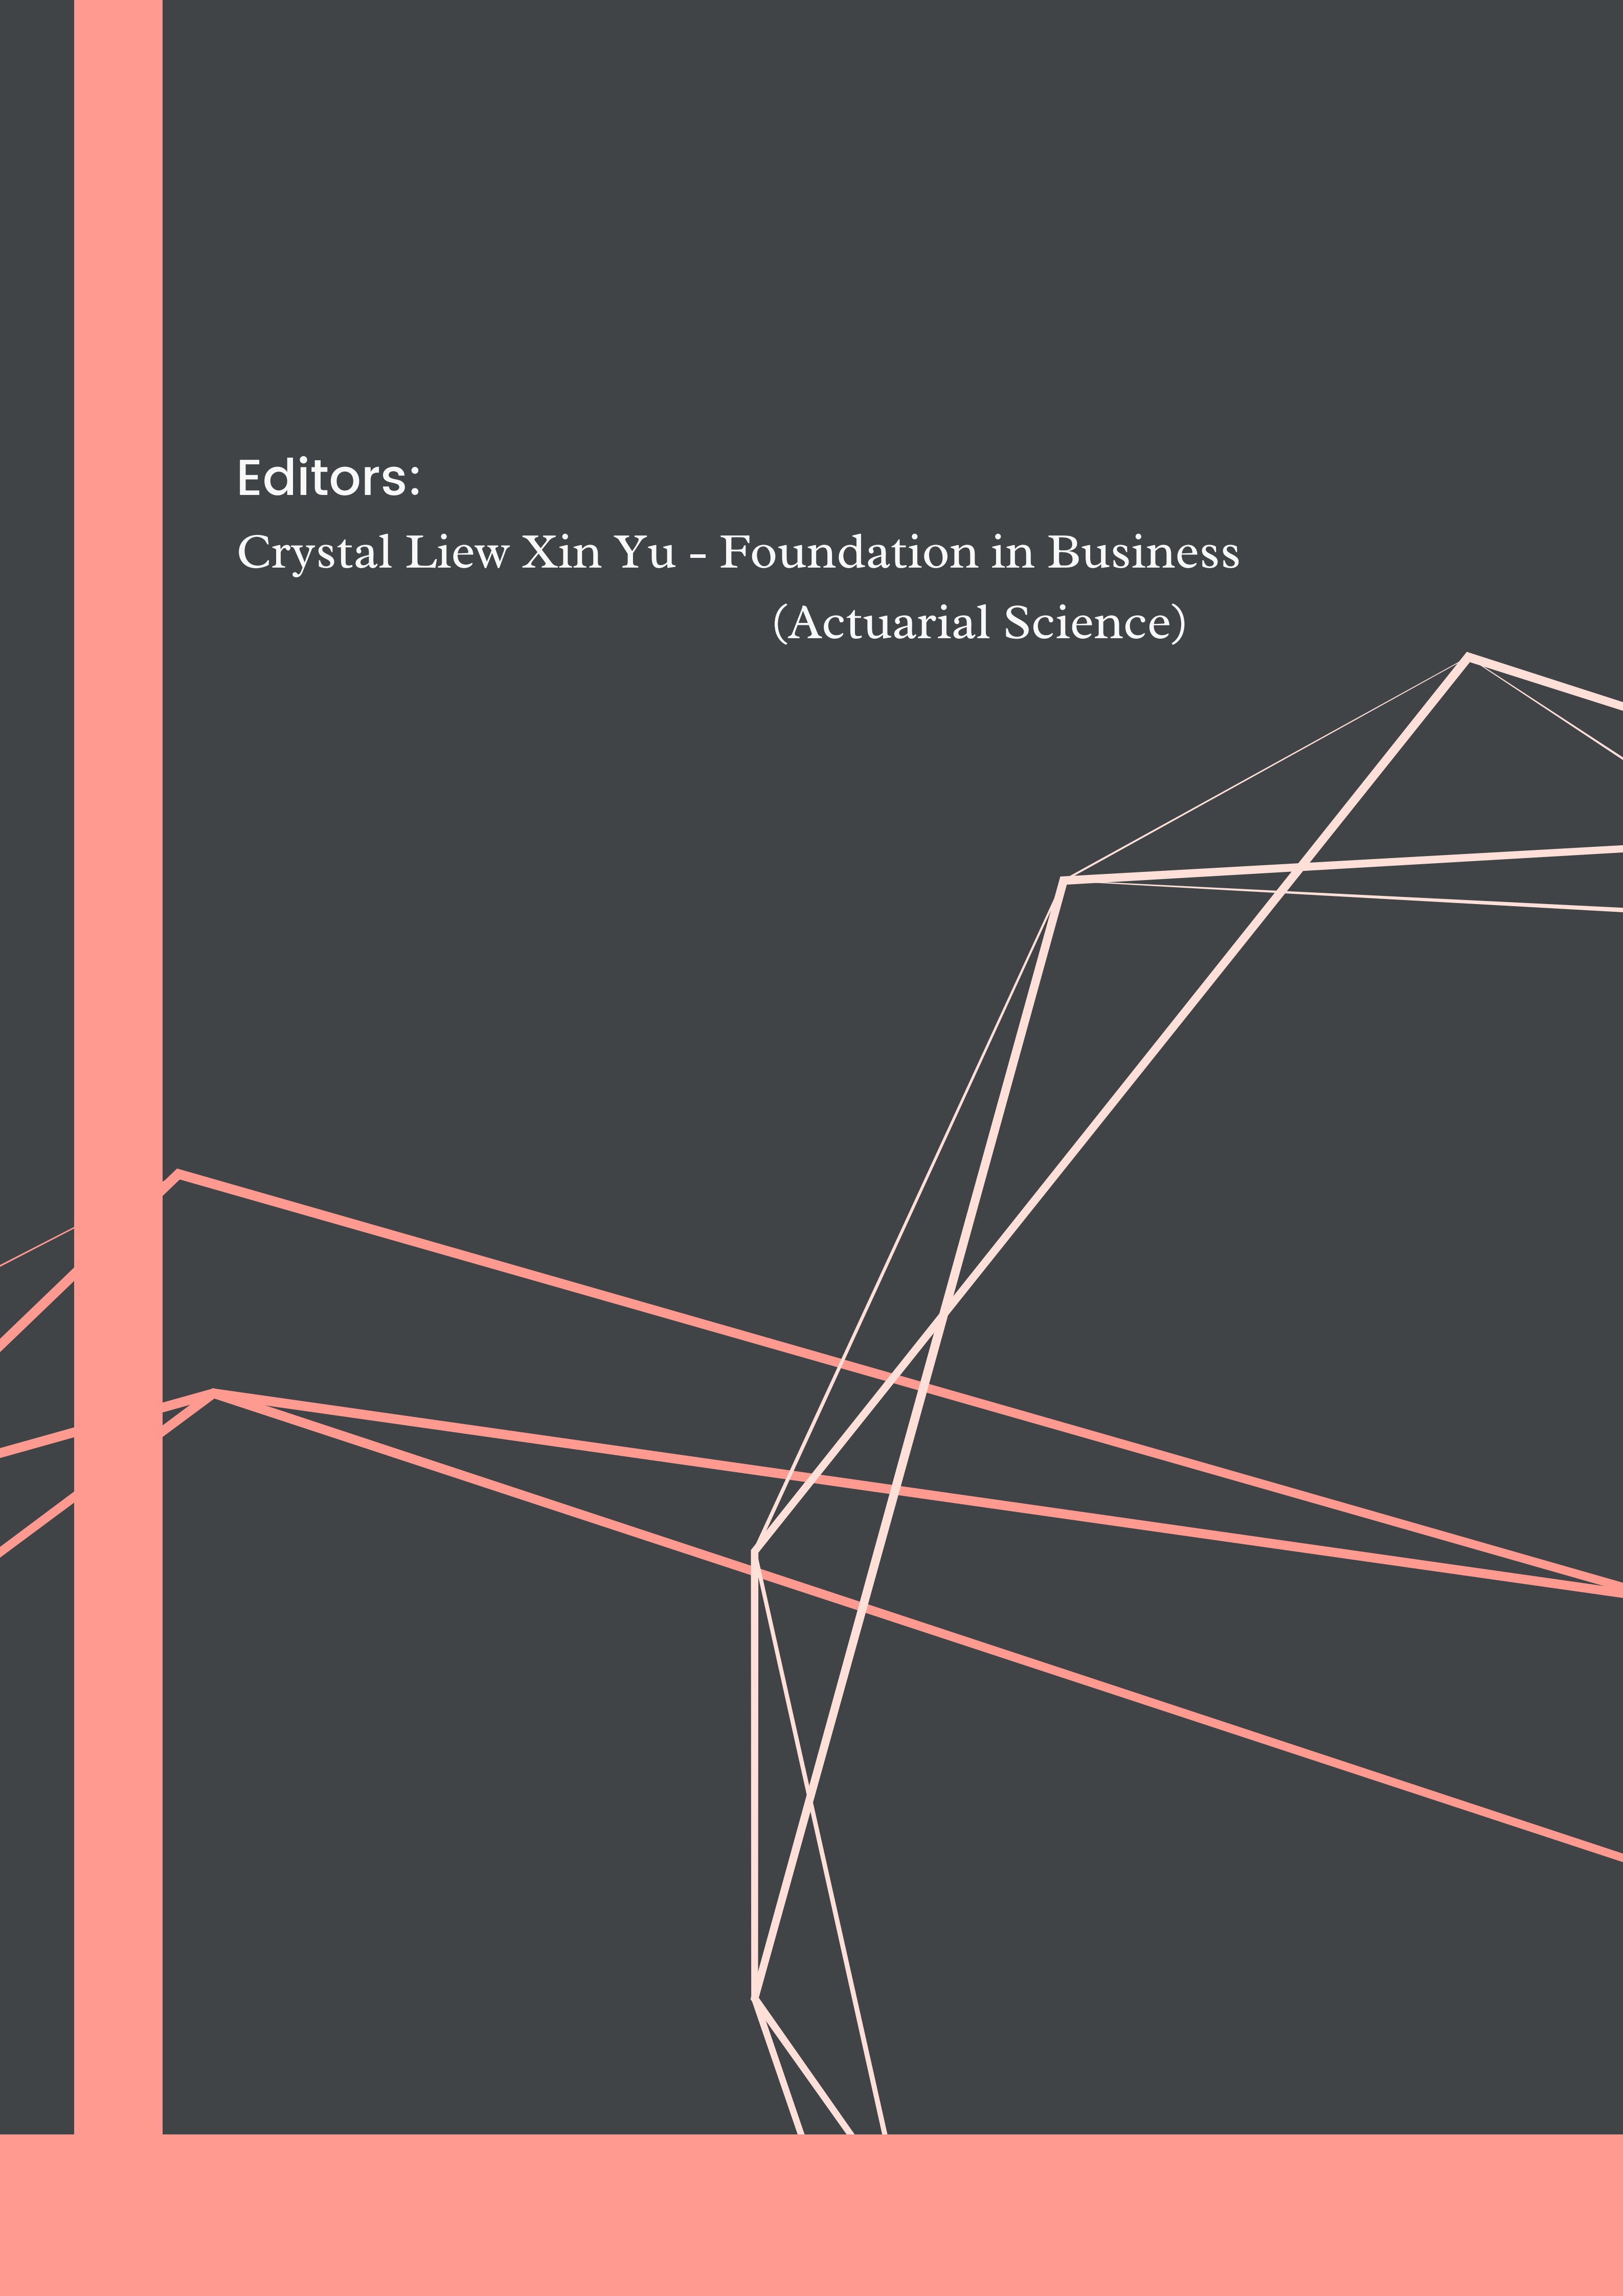 Editors:
Crystal Liew Xin Yu - Foundation in Business
(Actuarial Science)